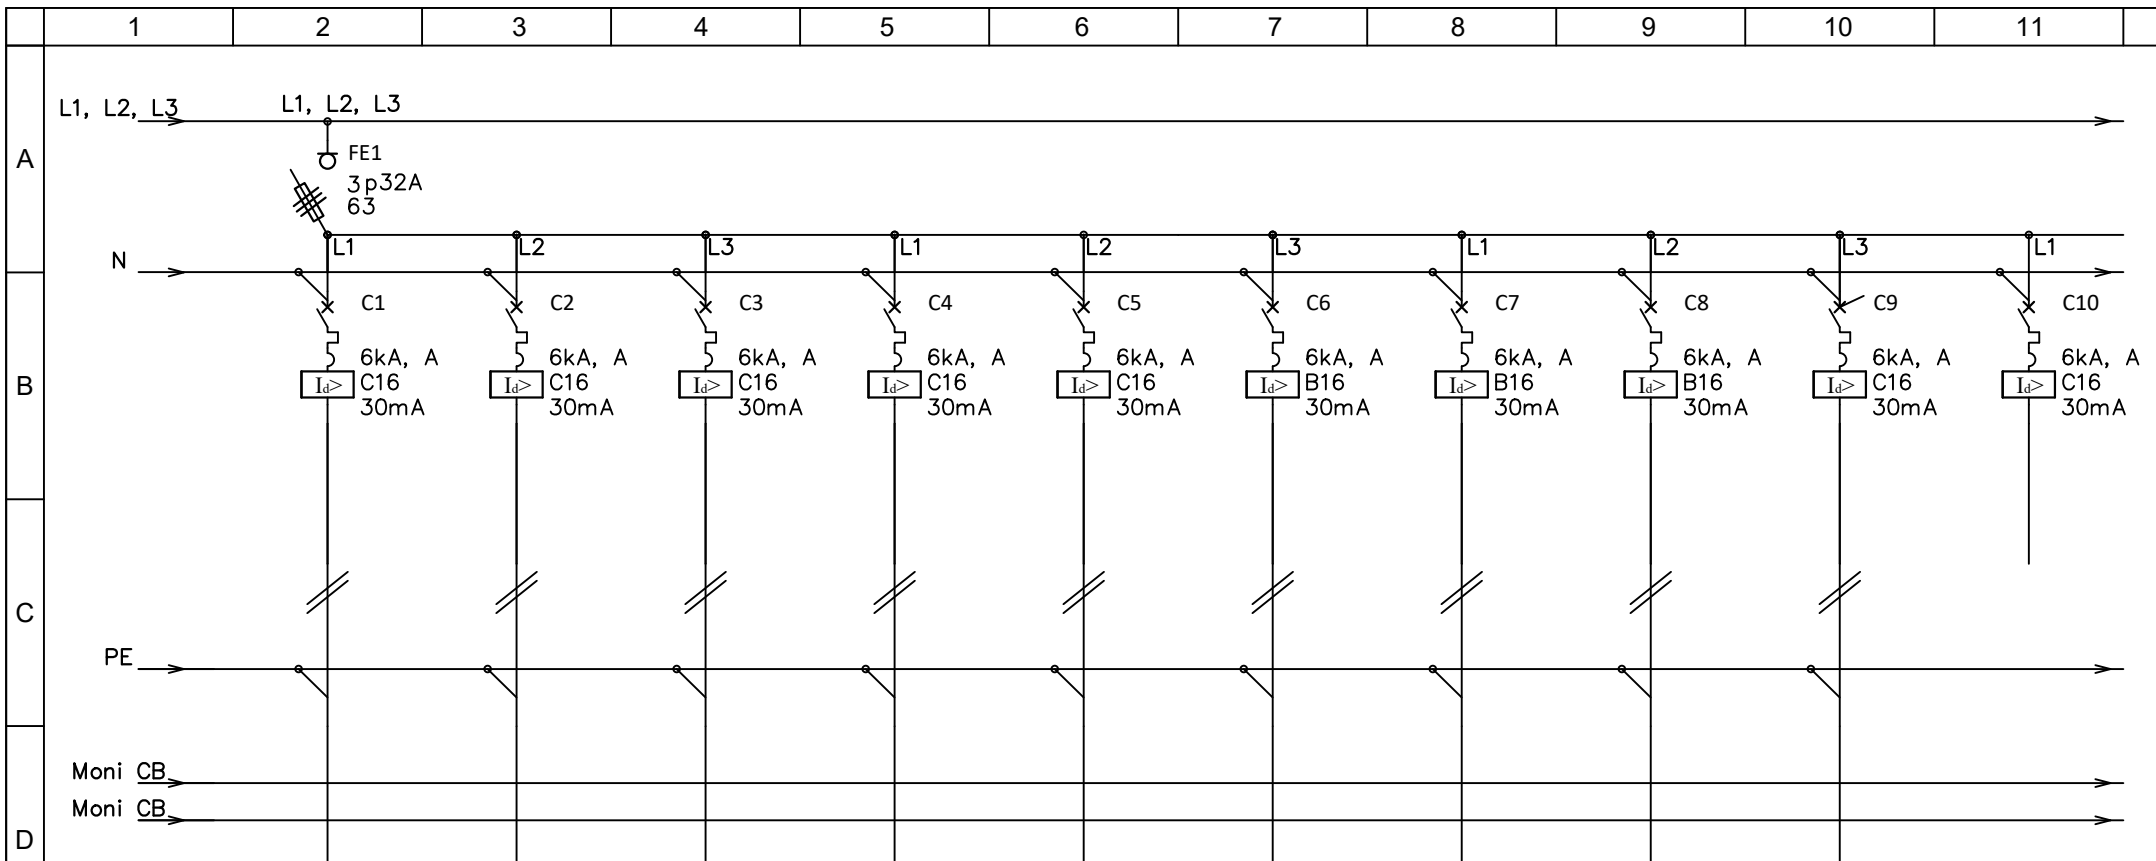 1 2 3 4 5 6 7 8 9 10 11
A
L1, L2, L3 L1, L2, L3
FE1
3p32A
63
L1 L2 L3 L1 L2 L3 L1 L2 L3 L1
N
B
C1 C2 C3 C4 C5 C6 C7 C8 C9 C10
6kA, A 6kA, A 6kA, A 6kA, A 6kA, A 6kA, A 6kA, A 6kA, A 6kA, A 6kA, A
Id> C16 Id> C16 Id> C16 Id> C16 Id> C16 Id> B16 Id> B16 Id> B16 Id> C16 Id> C16
30mA 30mA 30mA 30mA 30mA 30mA 30mA 30mA 30mA 30mA
C
PE
Moni CB
Moni CB
D